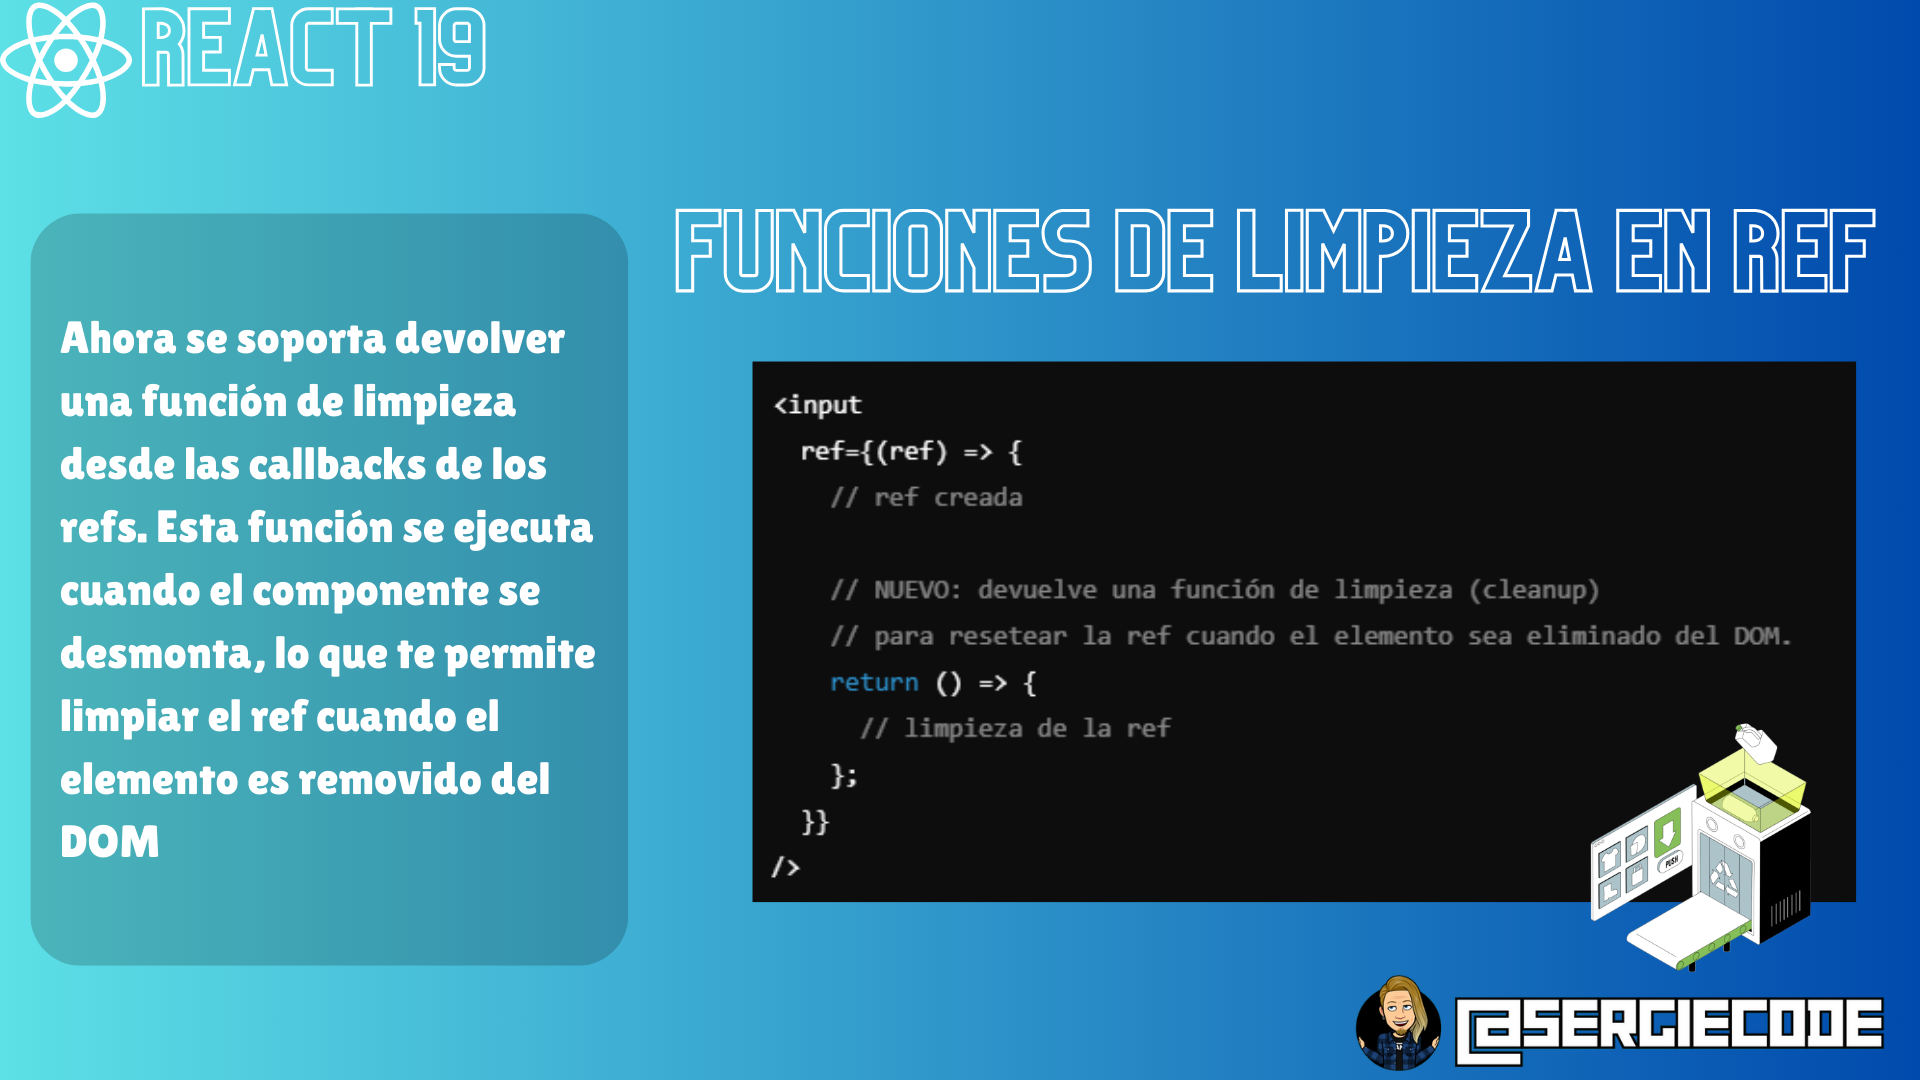 REACT 19
FUNCIONES DE LIMPIEZA EN REF
Ahora se soporta devolver
una función de limpieza
desde las callbacks de los
refs. Esta función se ejecuta
cuando el componente se
desmonta, lo que te permite
limpiar el ref cuando el
elemento es removido del
DOM
<input
ref={(ref) => {
// ref creada
// NUEVO: devuelve una función de limpieza (cleanup)
// para resetear la ref cuando el elemento sea eliminado del DOM.
return () => {
// limpieza de la ref
};
}}
/>
PUSH
@SERGIECODE